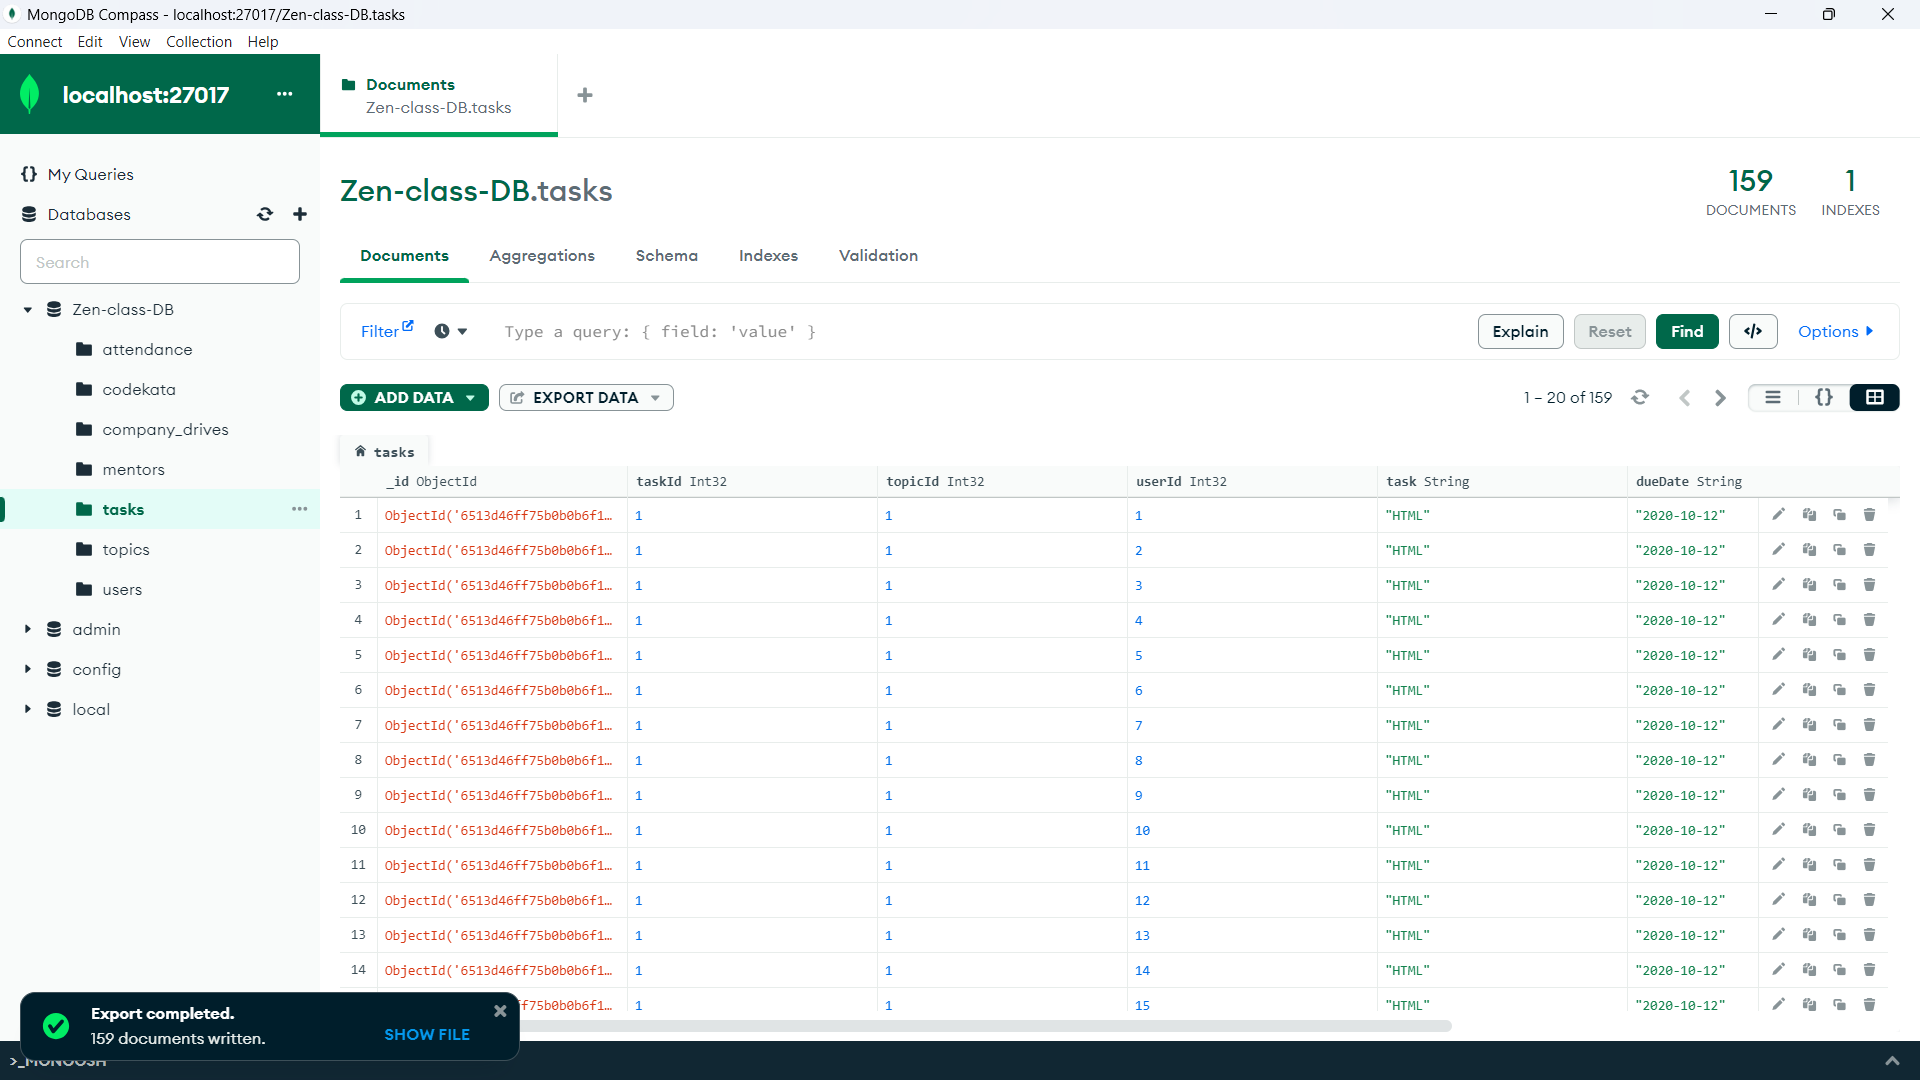 MongoDB Compass - localhost:27017/Zen-class-DB.tasks
Connect Edit View Collection Help
localhost:27017
Documents
Zen-class-DB.tasks
My Queries
Databases
Search
Zen-class-DB
attendance
codekata
company_drives
mentors
tasks
topics
users
admin
config
local
Zen-class-DB.tasks
159
DOCUMENTS
1
INDEXES
Documents Aggregations Schema Indexes Validation
Filter Type a query: { field: 'value' } Explain Reset Find </> Options
ADD DATA EXPORT DATA 1 – 20 of 159 {}
tasks
_id ObjectId taskId Int32 topicId Int32 userId Int32 task String dueDate String
1 ObjectId('6513d46ff75b0b0b6f1… 1 1 1 "HTML" "2020-10-12"
2 ObjectId('6513d46ff75b0b0b6f1… 1 1 2 "HTML" "2020-10-12"
3 ObjectId('6513d46ff75b0b0b6f1… 1 1 3 "HTML" "2020-10-12"
4 ObjectId('6513d46ff75b0b0b6f1… 1 1 4 "HTML" "2020-10-12"
5 ObjectId('6513d46ff75b0b0b6f1… 1 1 5 "HTML" "2020-10-12"
6 ObjectId('6513d46ff75b0b0b6f1… 1 1 6 "HTML" "2020-10-12"
7 ObjectId('6513d46ff75b0b0b6f1… 1 1 7 "HTML" "2020-10-12"
8 ObjectId('6513d46ff75b0b0b6f1… 1 1 8 "HTML" "2020-10-12"
9 ObjectId('6513d46ff75b0b0b6f1… 1 1 9 "HTML" "2020-10-12"
10 ObjectId('6513d46ff75b0b0b6f1… 1 1 10 "HTML" "2020-10-12"
11 ObjectId('6513d46ff75b0b0b6f1… 1 1 11 "HTML" "2020-10-12"
12 ObjectId('6513d46ff75b0b0b6f1… 1 1 12 "HTML" "2020-10-12"
13 ObjectId('6513d46ff75b0b0b6f1… 1 1 13 "HTML" "2020-10-12"
14 ObjectId('6513d46ff75b0b0b6f1… 1 1 14 "HTML" "2020-10-12"
f75b0b0b6f1… 1 1 15 "HTML" "2020-10-12"
Export completed.
159 documents written.
SHOW FILE
>_MONGOSH